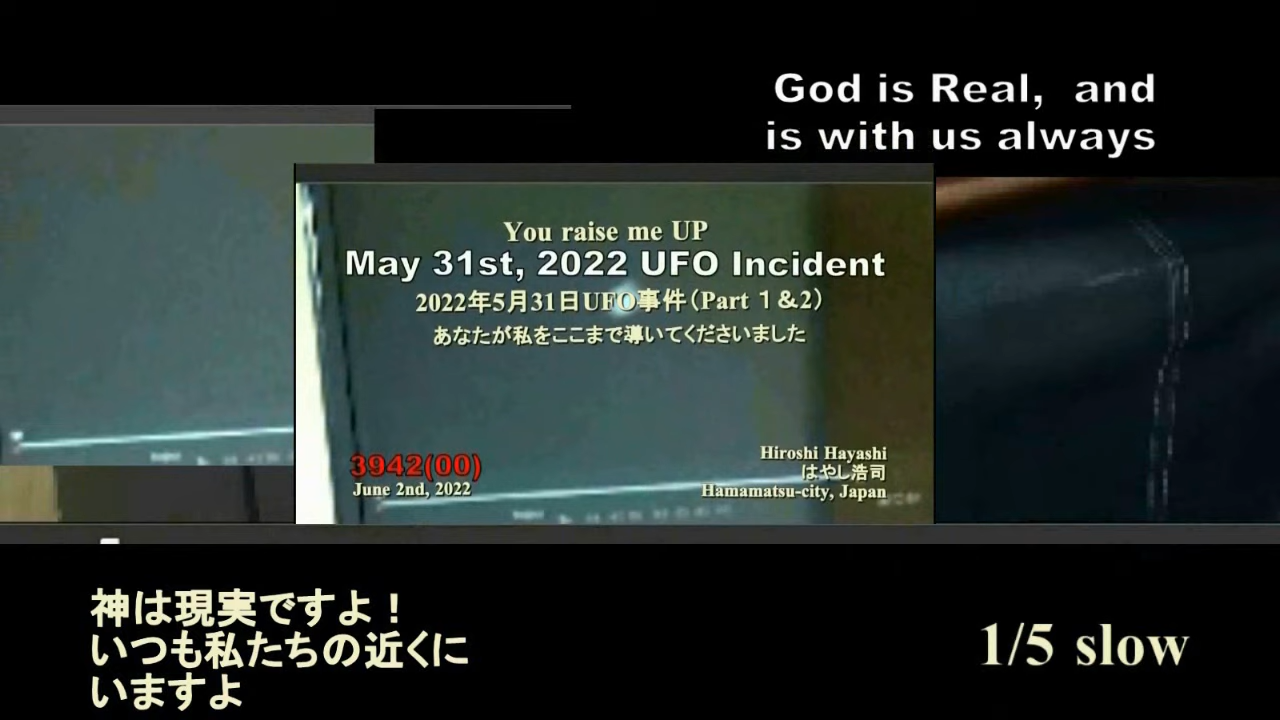 God is Real, and
is with us always
You raise me UP
May 31st, 2022 UFO Incident
2022年5月31日UFO事件（Part １＆2）
あなたが私をここまで導いてくださいました
3942(00)
June 2nd, 2022
Hiroshi Hayashi
はやし浩司
Hamamatsu-city, Japan
神は現実ですよ！
いつも私たちの近くに
いますよ
1/5 slow